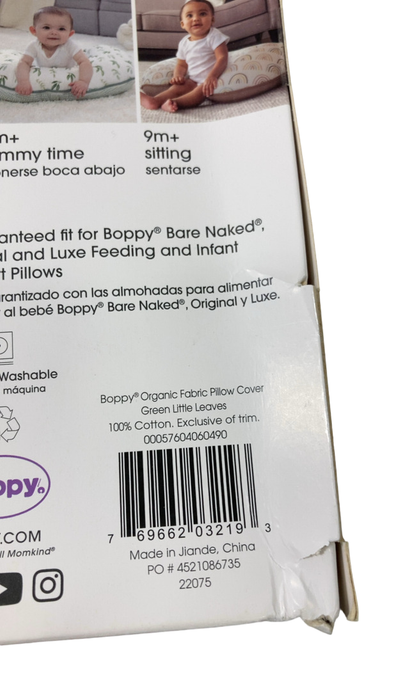 m+
mmy time
nerse boca abajo
9m+
sitting
sentarse
anteed fit for Boppy® Bare Naked®,
al and Luxe Feeding and Infant
t Pillows
arantizado con las almohadas para alimentar
al bebé Boppy® Bare Naked®, Original y Luxe.
Washable
máquina
Boppy® Organic Fabric Pillow Cover
Green Little Leaves
100% Cotton. Exclusive of trim.
00057604060490
ppy®
7 69662 03219 3
.COM
ll Momkind®
Made in Jiande, China
PO # 4521086735
22075